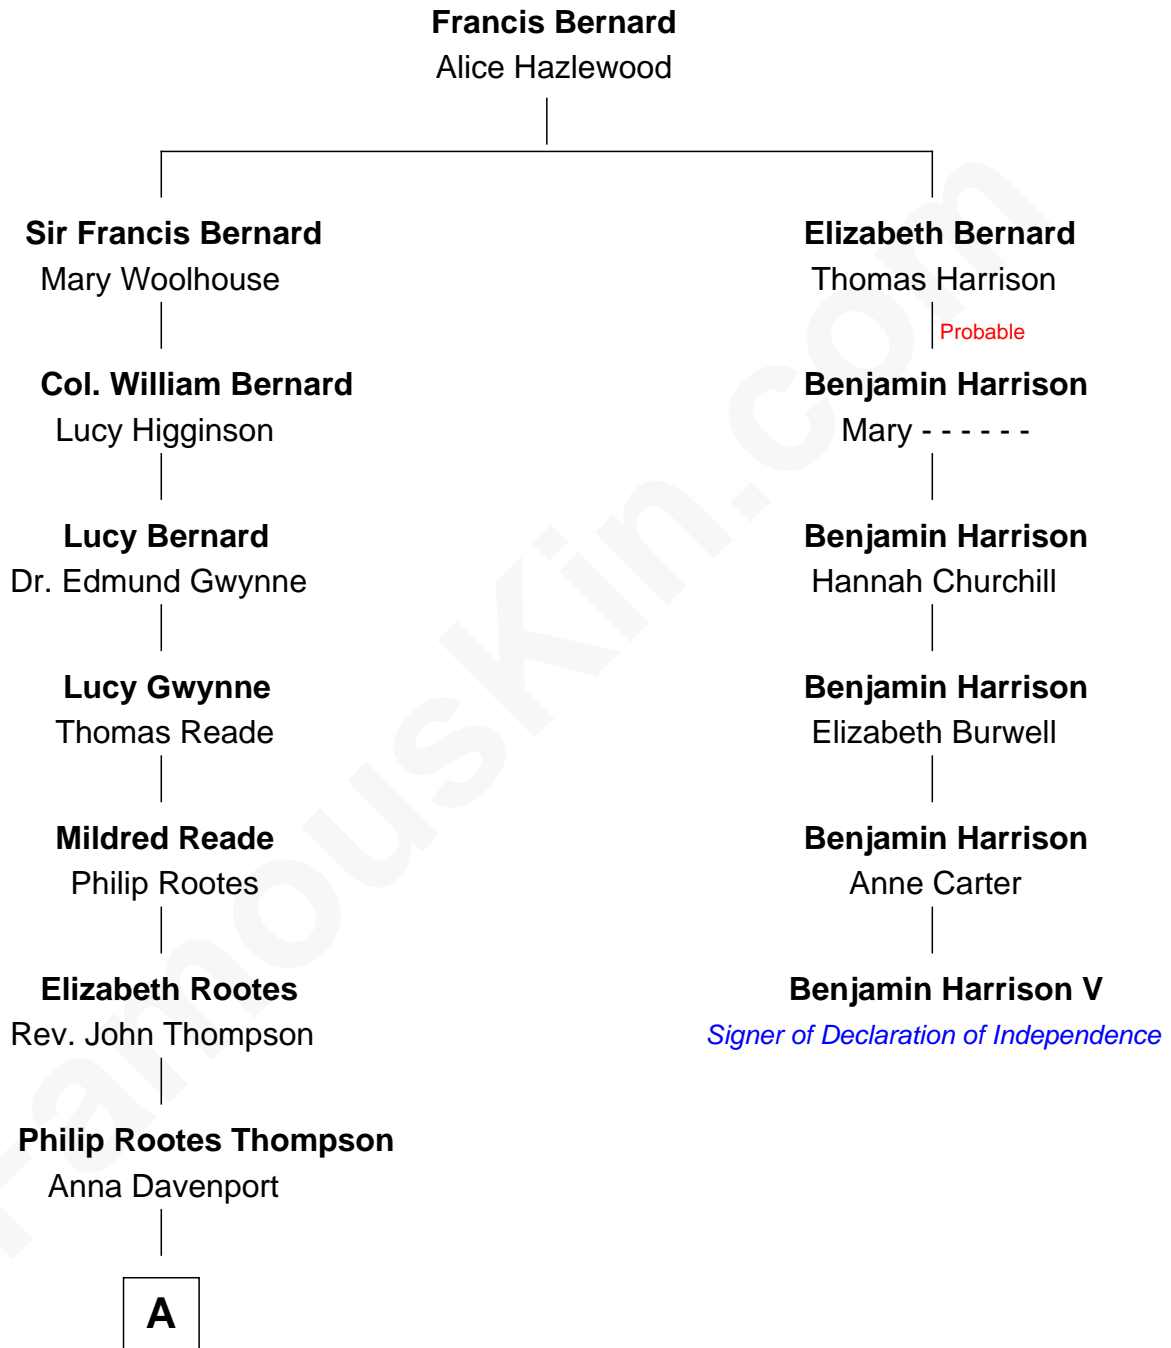 Francis Bernard
Alice Hazlewood
Sir Francis Bernard
Mary Woolhouse
Elizabeth Bernard
Thomas Harrison
Probable
Col. William Bernard
Lucy Higginson
Benjamin Harrison
Mary - - - - - -
Lucy Bernard
Dr. Edmund Gwynne
Benjamin Harrison
Hannah Churchill
Lucy Gwynne
Thomas Reade
Benjamin Harrison
Elizabeth Burwell
Mildred Reade
Philip Rootes
Benjamin Harrison
Anne Carter
Elizabeth Rootes
Rev. John Thompson
Benjamin Harrison V
Signer of Declaration of Independence
Philip Rootes Thompson
Anna Davenport
A
FamousKin.com